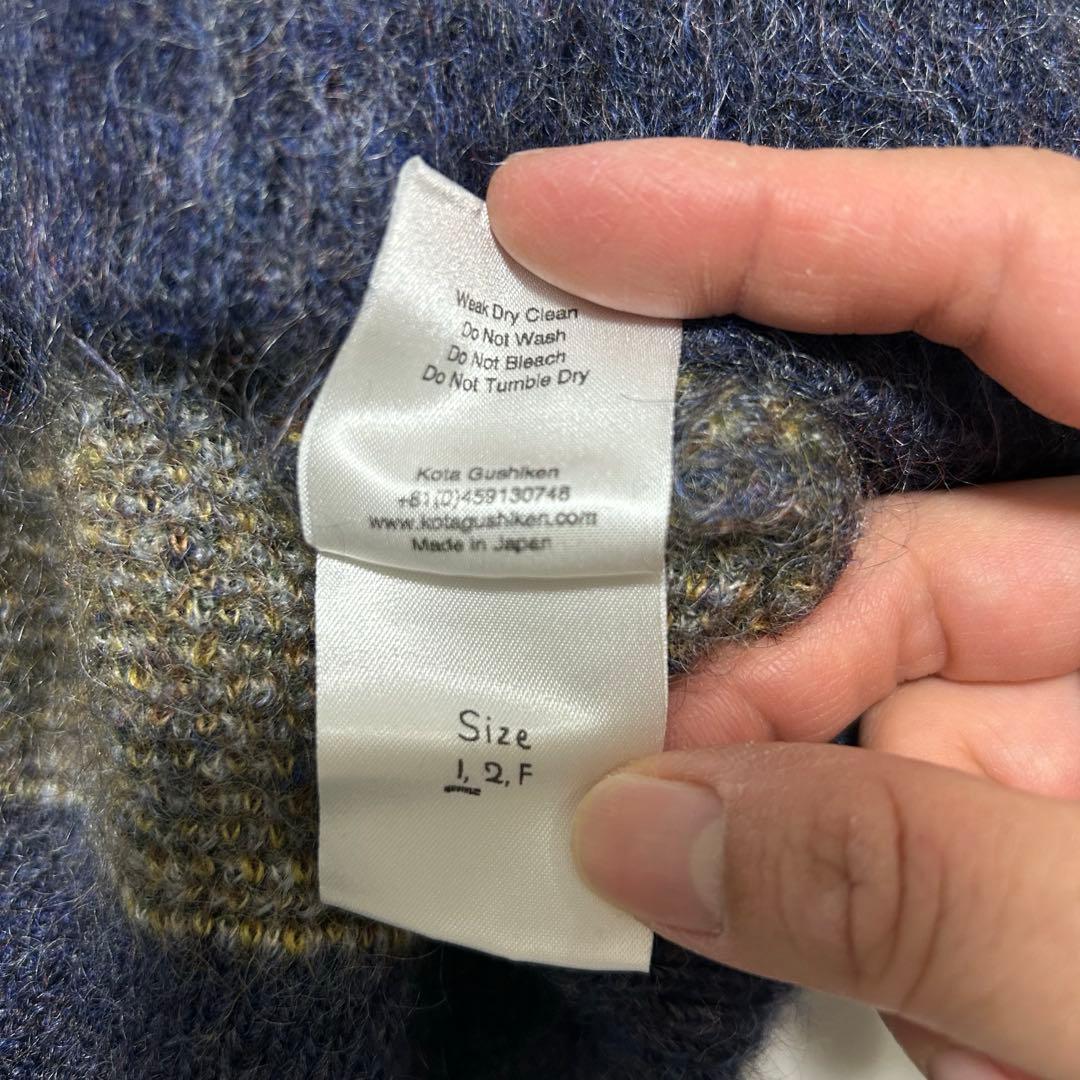 Weak Dry Clean
Do Not Wash
Do Not Bleach
Do Not Tumble Dry
Kota Gushiken
+81(0)459130748
www.kotagushiken.com
Made in Japan
Size
1, 2, F